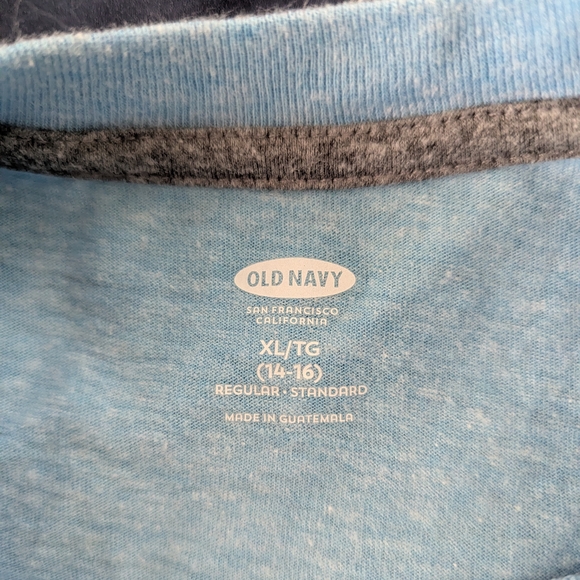 OLD NAVY
SAN FRANCISCO
CALIFORNIA
XL/TG
(14-16)
REGULAR • STANDARD
MADE IN GUATEMALA